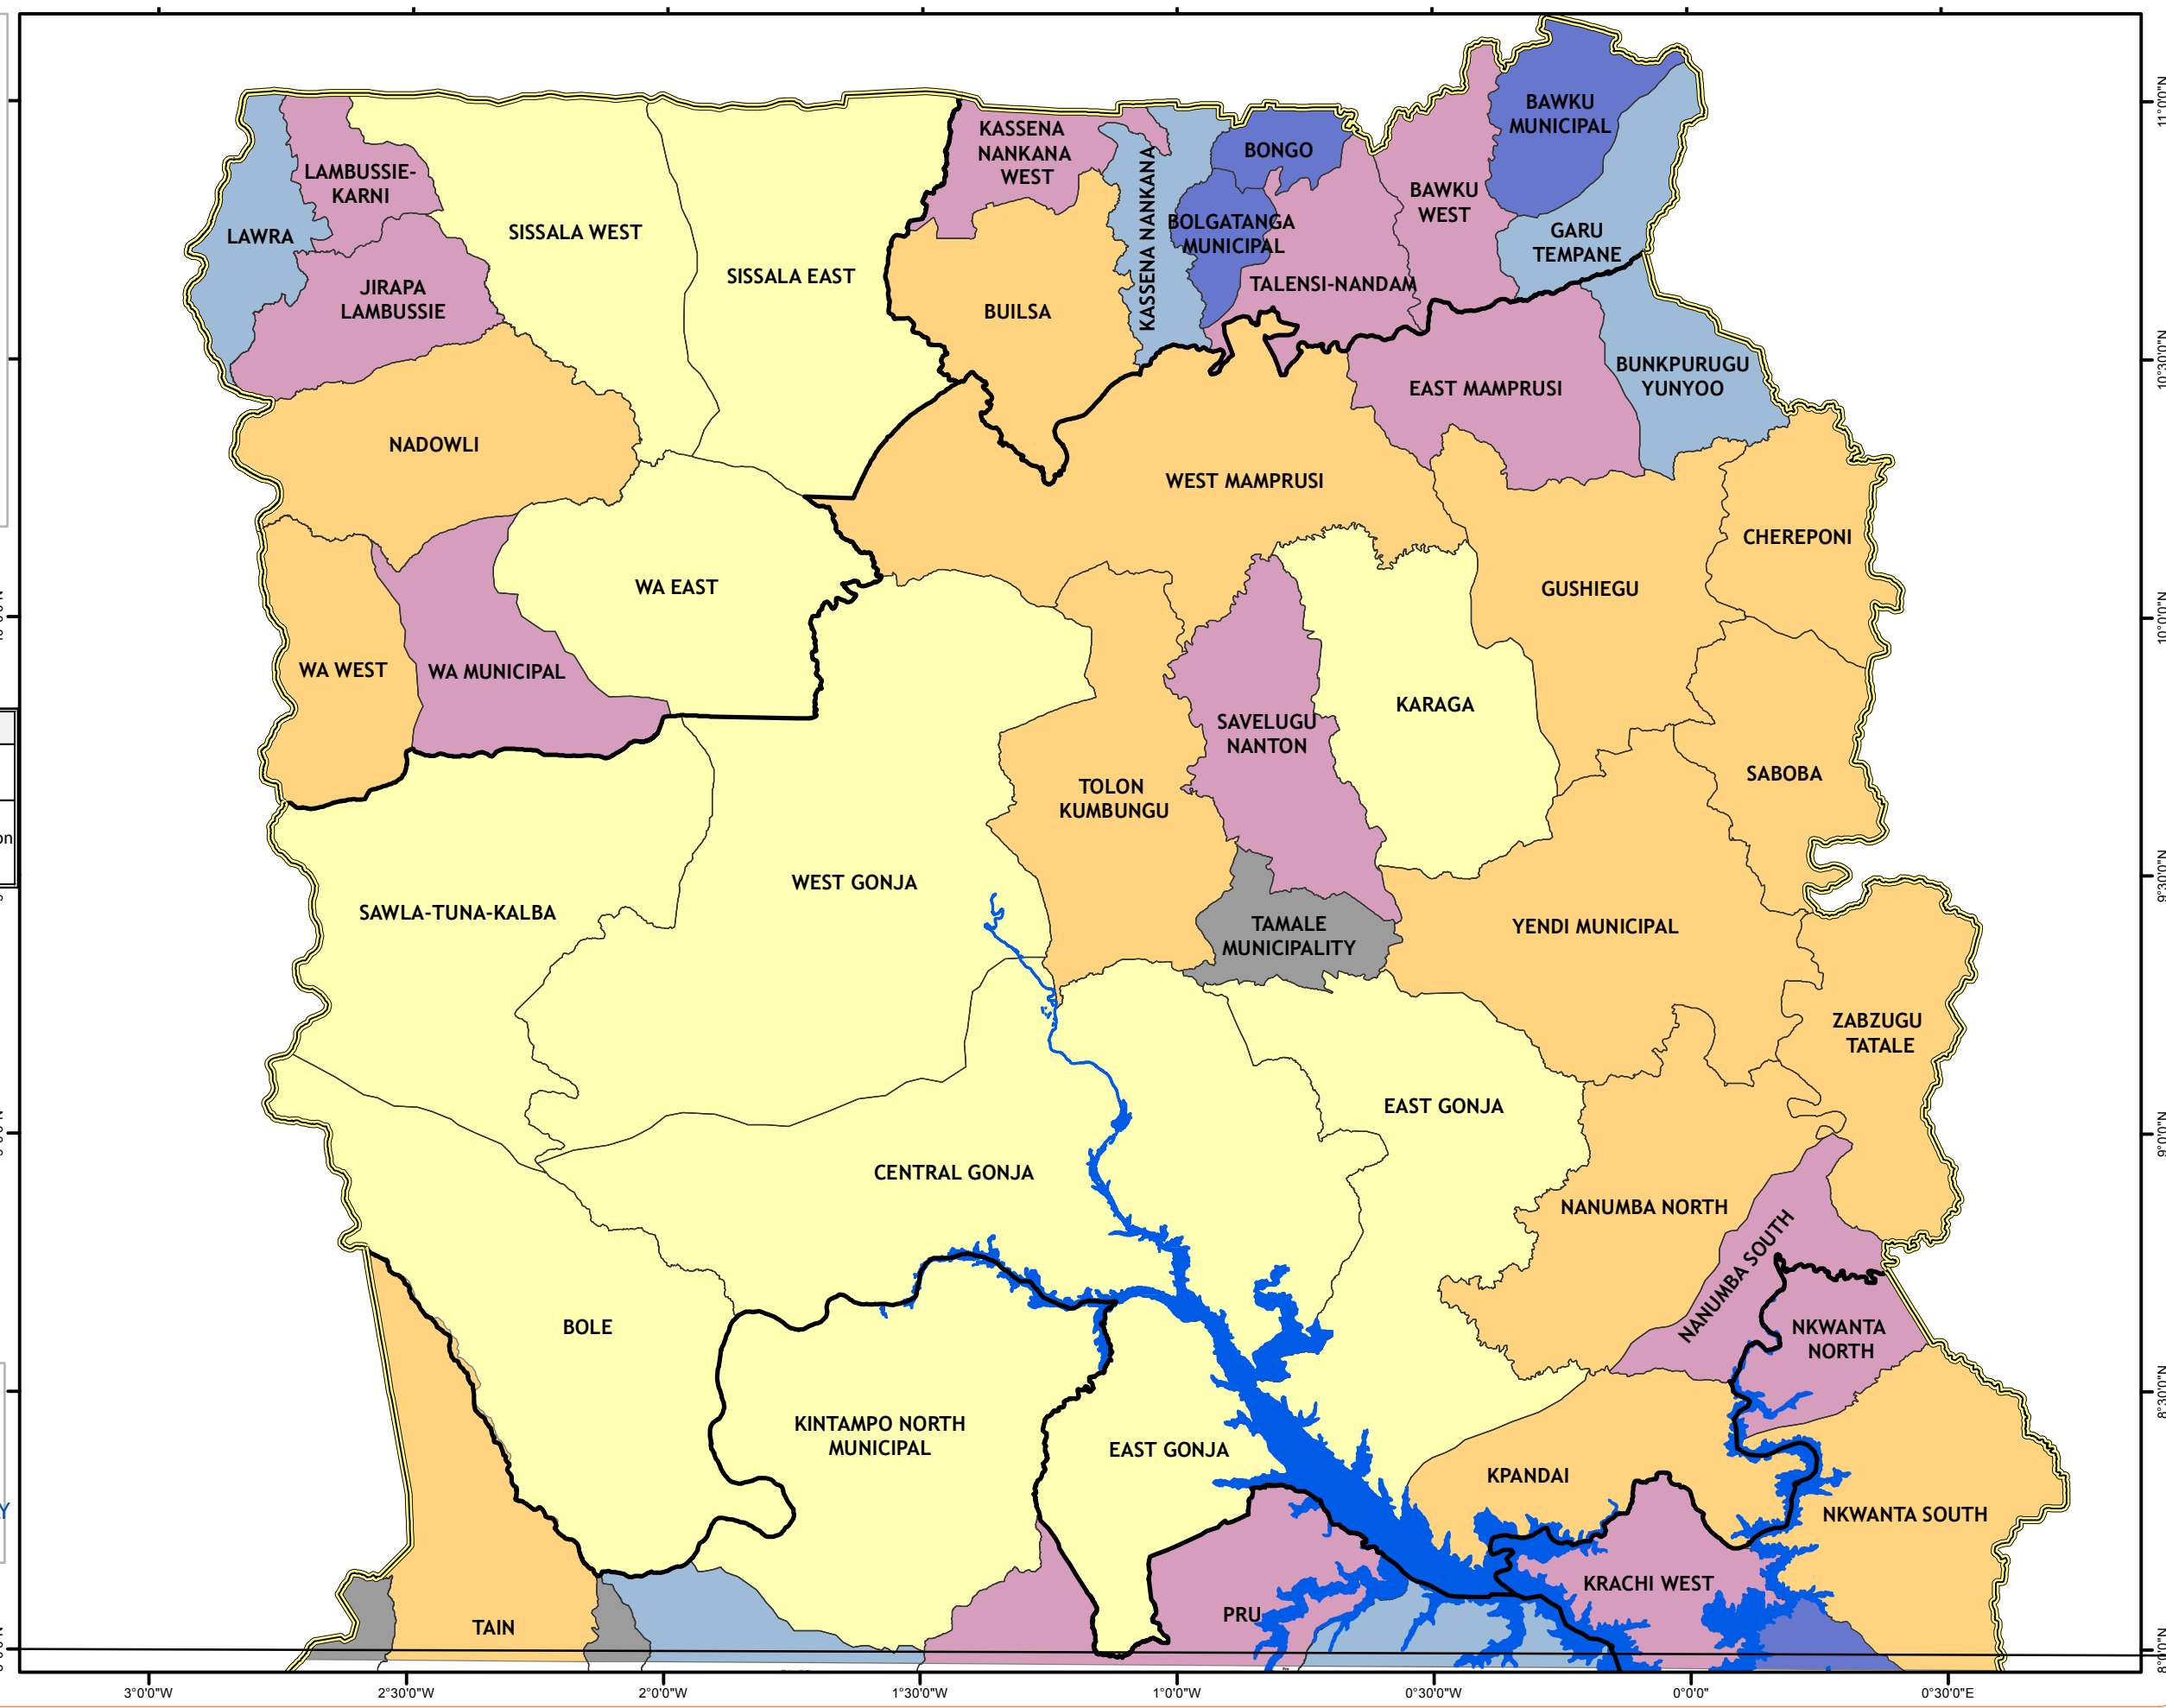 BAWKU
MUNICIPAL
KASSENA
NANKANA
WEST
BONGO
KASSENA NANKANA
LAMBUSSIE-
KARNI
BAWKU
WEST
LAWRA
SISSALA WEST
BOLGATANGA
MUNICIPAL
GARU
TEMPANE
SISSALA EAST
TALENSI-NANDAM
JIRAPA
LAMBUSSIE
BUILSA
BUNKPURUGU
YUNYOO
EAST MAMPRUSI
NADOWLI
WEST MAMPRUSI
CHEREPONI
WA EAST
GUSHIEGU
WA WEST
WA MUNICIPAL
KARAGA
SAVELUGU
NANTON
SABOBA
TOLON
KUMBUNGU
WEST GONJA
SAWLA-TUNA-KALBA
TAMALE
MUNICIPALITY
YENDI MUNICIPAL
ZABZUGU
TATALE
EAST GONJA
CENTRAL GONJA
NANUMBA NORTH
NANUMBA SOUTH
BOLE
NKWANTA
NORTH
KINTAMPO NORTH
MUNICIPAL
EAST GONJA
KPANDAI
NKWANTA SOUTH
KRACHI WEST
PRU
TAIN
on
Y
11°0'0"N
10°30'0"N
10°0'0"N
9°30'0"N
9°0'0"N
8°30'0"N
8°0'0"N
3°0'0"W
2°30'0"W
2°0'0"W
1°30'0"W
1°0'0"W
0°30'0"W
0°0'0"
0°30'0"E